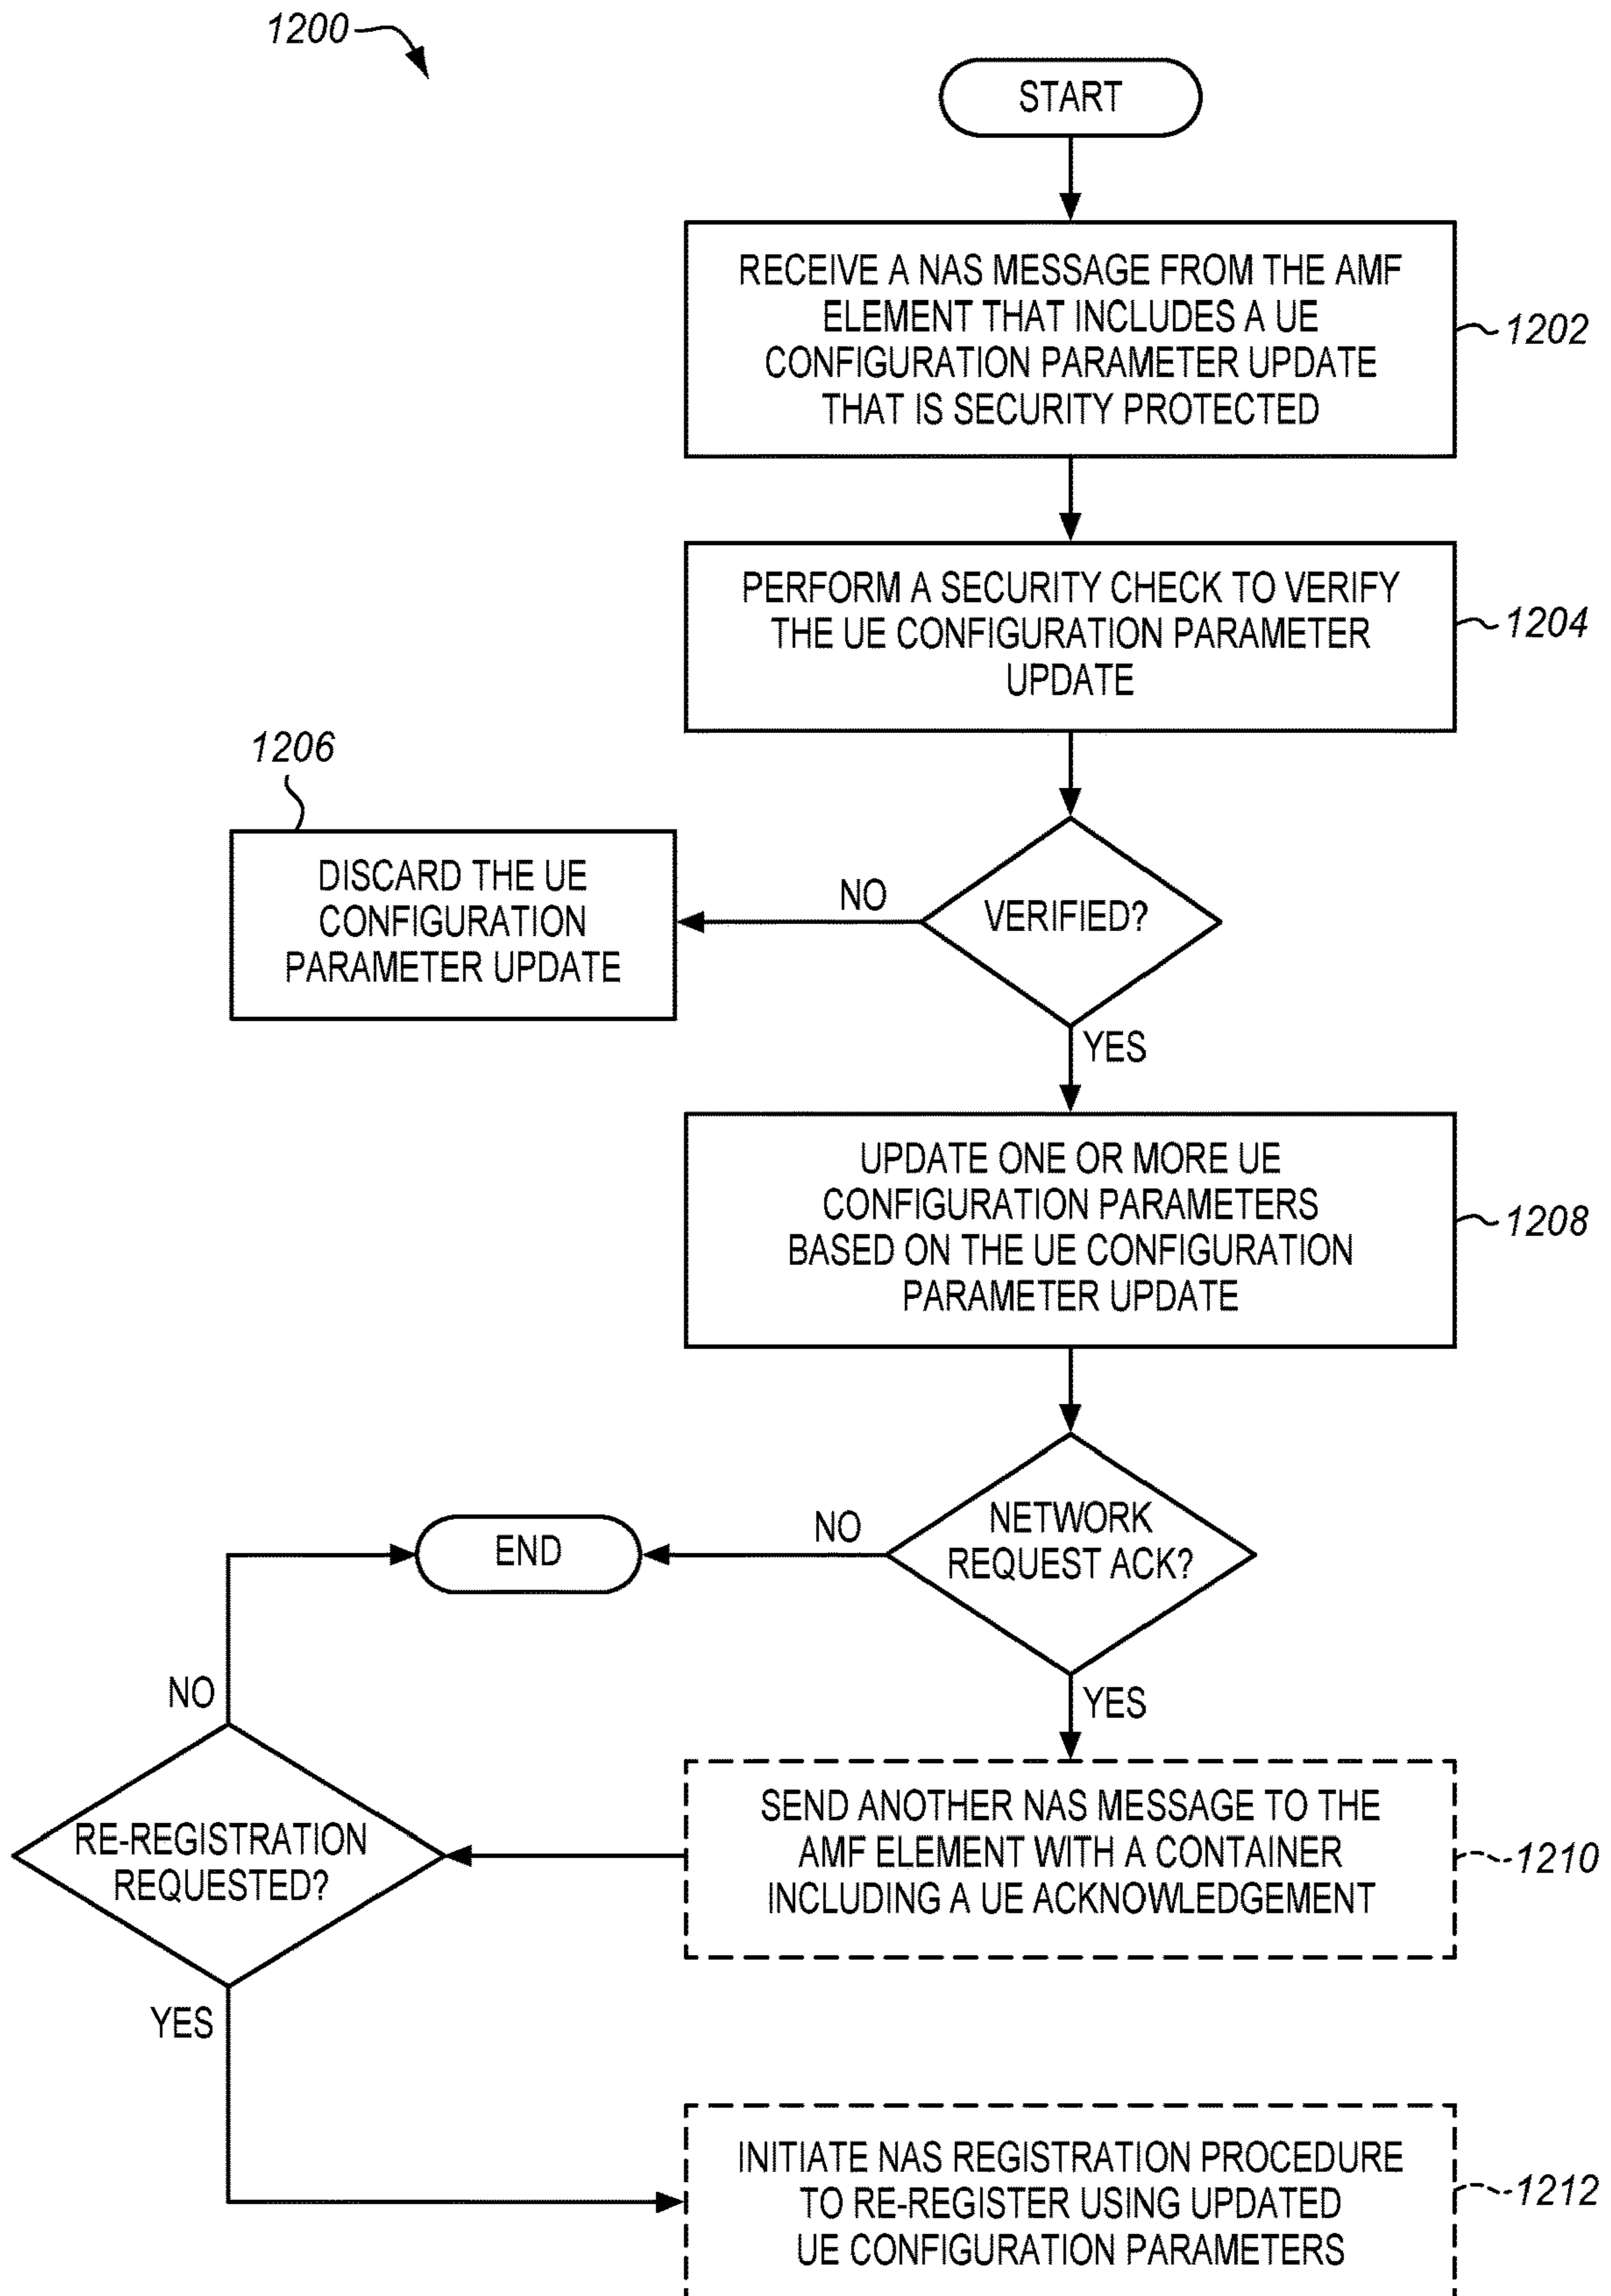 1200
START
RECEIVE A NAS MESSAGE FROM THE AMF
ELEMENT THAT INCLUDES A UE
CONFIGURATION PARAMETER UPDATE
THAT IS SECURITY PROTECTED
1202
PERFORM A SECURITY CHECK TO VERIFY
THE UE CONFIGURATION PARAMETER
UPDATE
1204
1206
DISCARD THE UE
CONFIGURATION
PARAMETER UPDATE
NO
VERIFIED?
YES
UPDATE ONE OR MORE UE
CONFIGURATION PARAMETERS
BASED ON THE UE CONFIGURATION
PARAMETER UPDATE
1208
END
NO
NETWORK
REQUEST ACK?
YES
NO
RE-REGISTRATION
REQUESTED?
YES
SEND ANOTHER NAS MESSAGE TO THE
AMF ELEMENT WITH A CONTAINER
INCLUDING A UE ACKNOWLEDGEMENT
1210
INITIATE NAS REGISTRATION PROCEDURE
TO RE-REGISTER USING UPDATED
UE CONFIGURATION PARAMETERS
1212